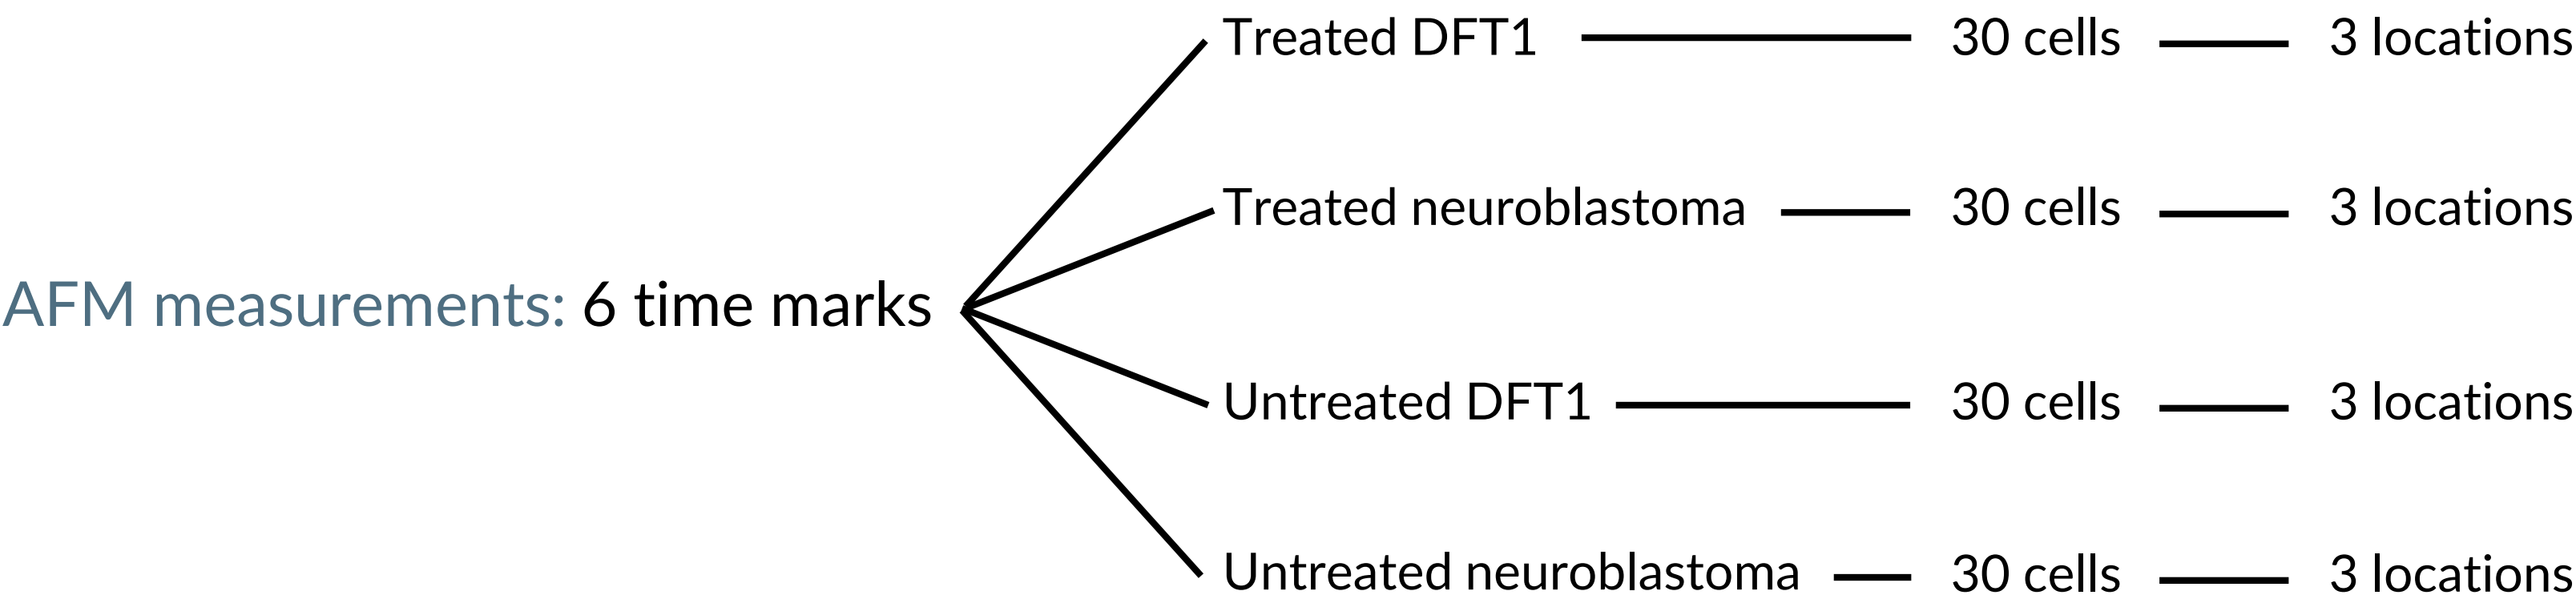 Treated DFT1 30 cells 3 locations
Treated neuroblastoma 30 cells 3 locations
AFM measurements: 6 time marks
Untreated DFT1 30 cells 3 locations
Untreated neuroblastoma 30 cells 3 locations